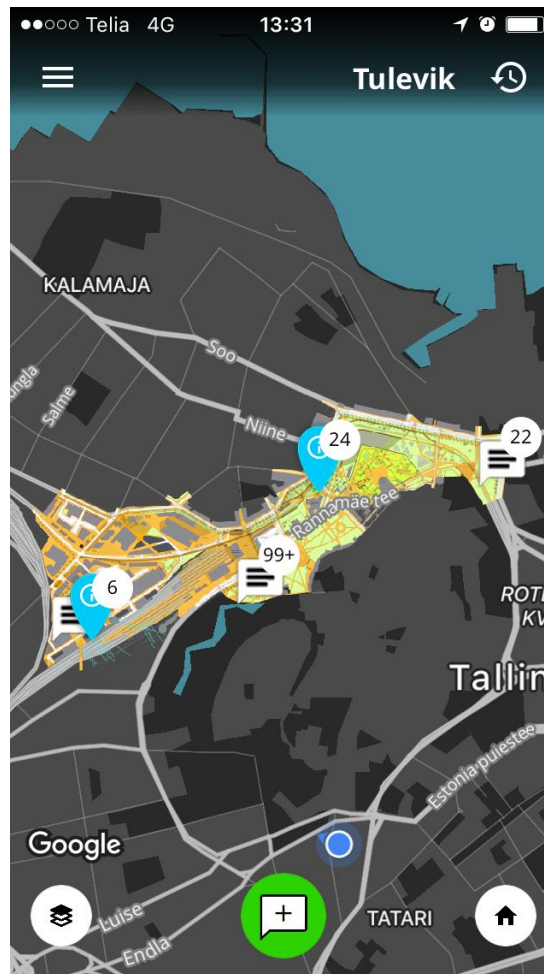 Telia 4G 13:31
Tulevik
KALAMAJA
Soo
Salme
Niine
24
22
Rannamäe tee
99+
6
Tallin
Estonia puiestee
Google
Luise
Endla
TATARI